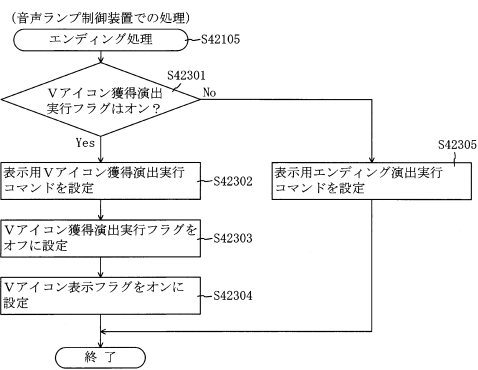 (音声ランプ制御装置での処理)
エンディング処理
S42105
S42301
Vアイコン獲得演出
実行フラグはオン？
No
Yes
S42305
表示用Vアイコン獲得演出実行
コマンドを設定
S42302
表示用エンディング演出実行
コマンドを設定
Vアイコン獲得演出実行フラグを
オフに設定
S42303
Vアイコン表示フラグをオンに
設定
S42304
終 了